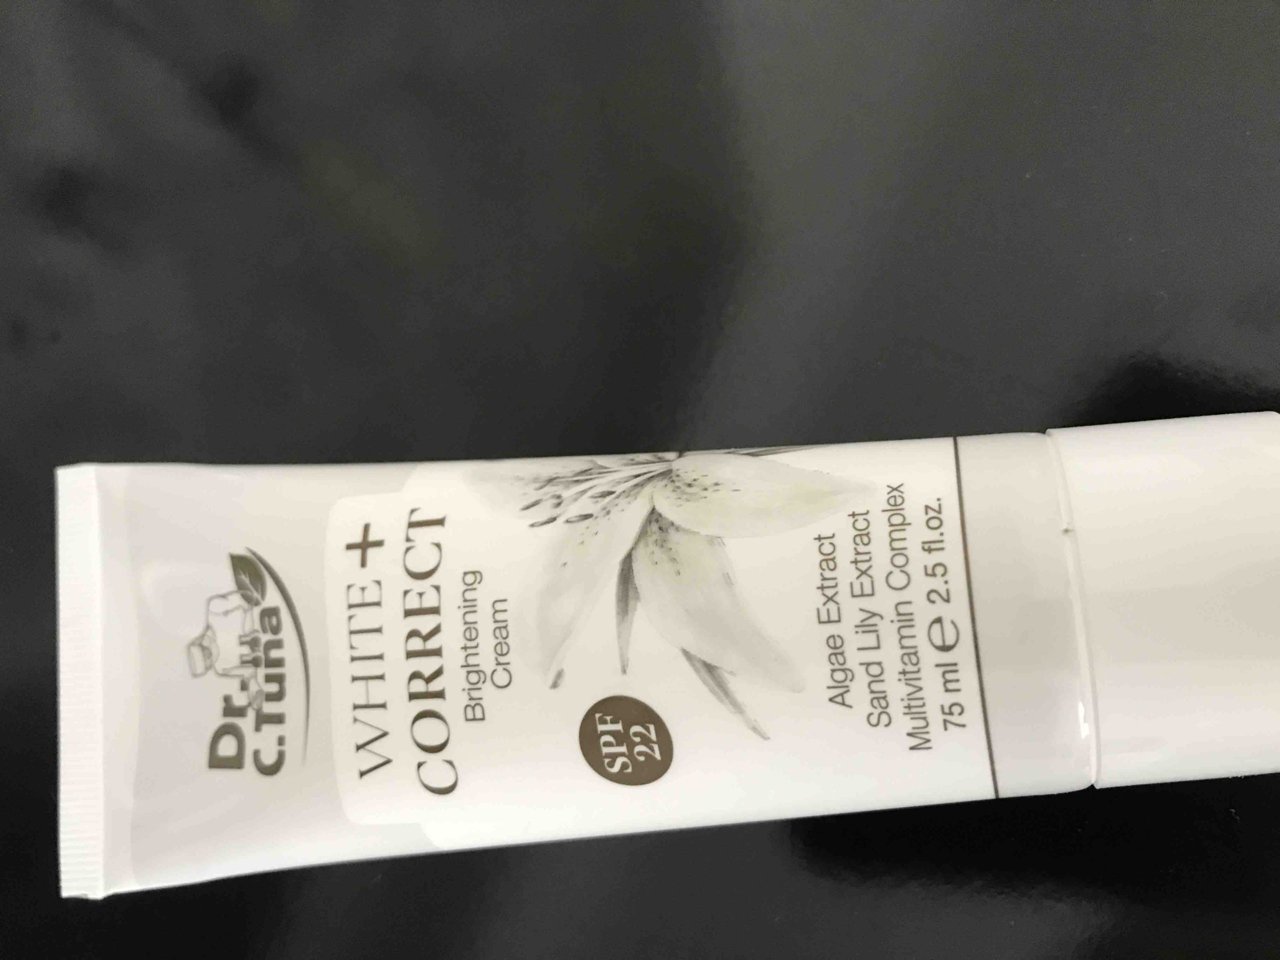 Dr.
C.Tuna
WHITE+
CORRECT
Brightening
Cream
SPF
22
Algae Extract
Sand Lily Extract
Multivitamin Complex
75 ml ℮ 2.5 fl.oz.